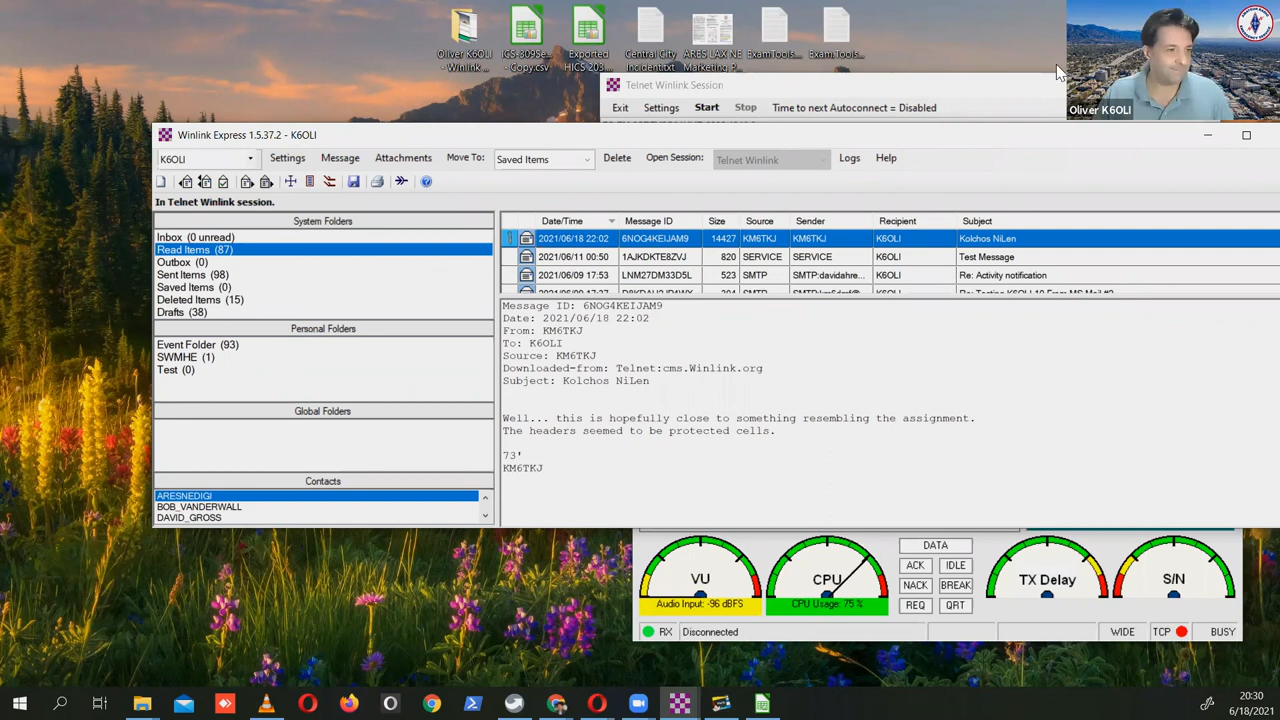 Oliver K6OLI
- Winlink ...
ICS-309Se...
- Copy.csv
Exported
HICS 203...
Central City
Incident.txt
ARES LAX NE
Marketing P...
ExamTools...
ExamTools...
Oliver K6OLI
Telnet Winlink Session
Exit Settings Start Stop Time to next Autoconnect = Disabled
Winlink Express 1.5.37.2 - K6OLI
K6OLI Settings Message Attachments Move To: Saved Items Delete Open Session: Telnet Winlink Logs Help
In Telnet Winlink session.
System Folders
Inbox (0 unread)
Read Items (87)
Outbox (0)
Sent Items (98)
Saved Items (0)
Deleted Items (15)
Drafts (38)
Personal Folders
Event Folder (93)
SWMHE (1)
Test (0)
Global Folders
Contacts
ARESNEDIGI
BOB_VANDERWALL
DAVID_GROSS
Date/Time Message ID Size Source Sender Recipient Subject
2021/06/18 22:02 6NOG4KEIJAM9 14427 KM6TKJ KM6TKJ K6OLI Kolchos NiLen
2021/06/11 00:50 1AJKDKTE8ZVJ 820 SERVICE SERVICE K6OLI Test Message
2021/06/09 17:53 LNM27DM33D5L 523 SMTP SMTP:davidahre... K6OLI Re: Activity notification
Message ID: 6NOG4KEIJAM9
Date: 2021/06/18 22:02
From: KM6TKJ
To: K6OLI
Source: KM6TKJ
Downloaded-from: Telnet:cms.Winlink.org
Subject: Kolchos NiLen
Well... this is hopefully close to something resembling the assignment.
The headers seemed to be protected cells.
73'
KM6TKJ
VU
Audio Input: -96 dBFS
CPU
CPU Usage: 75 %
DATA
ACK IDLE
NACK BREAK
REQ QRT
TX Delay
S/N
RX Disconnected WIDE TCP BUSY
20:30
6/18/2021